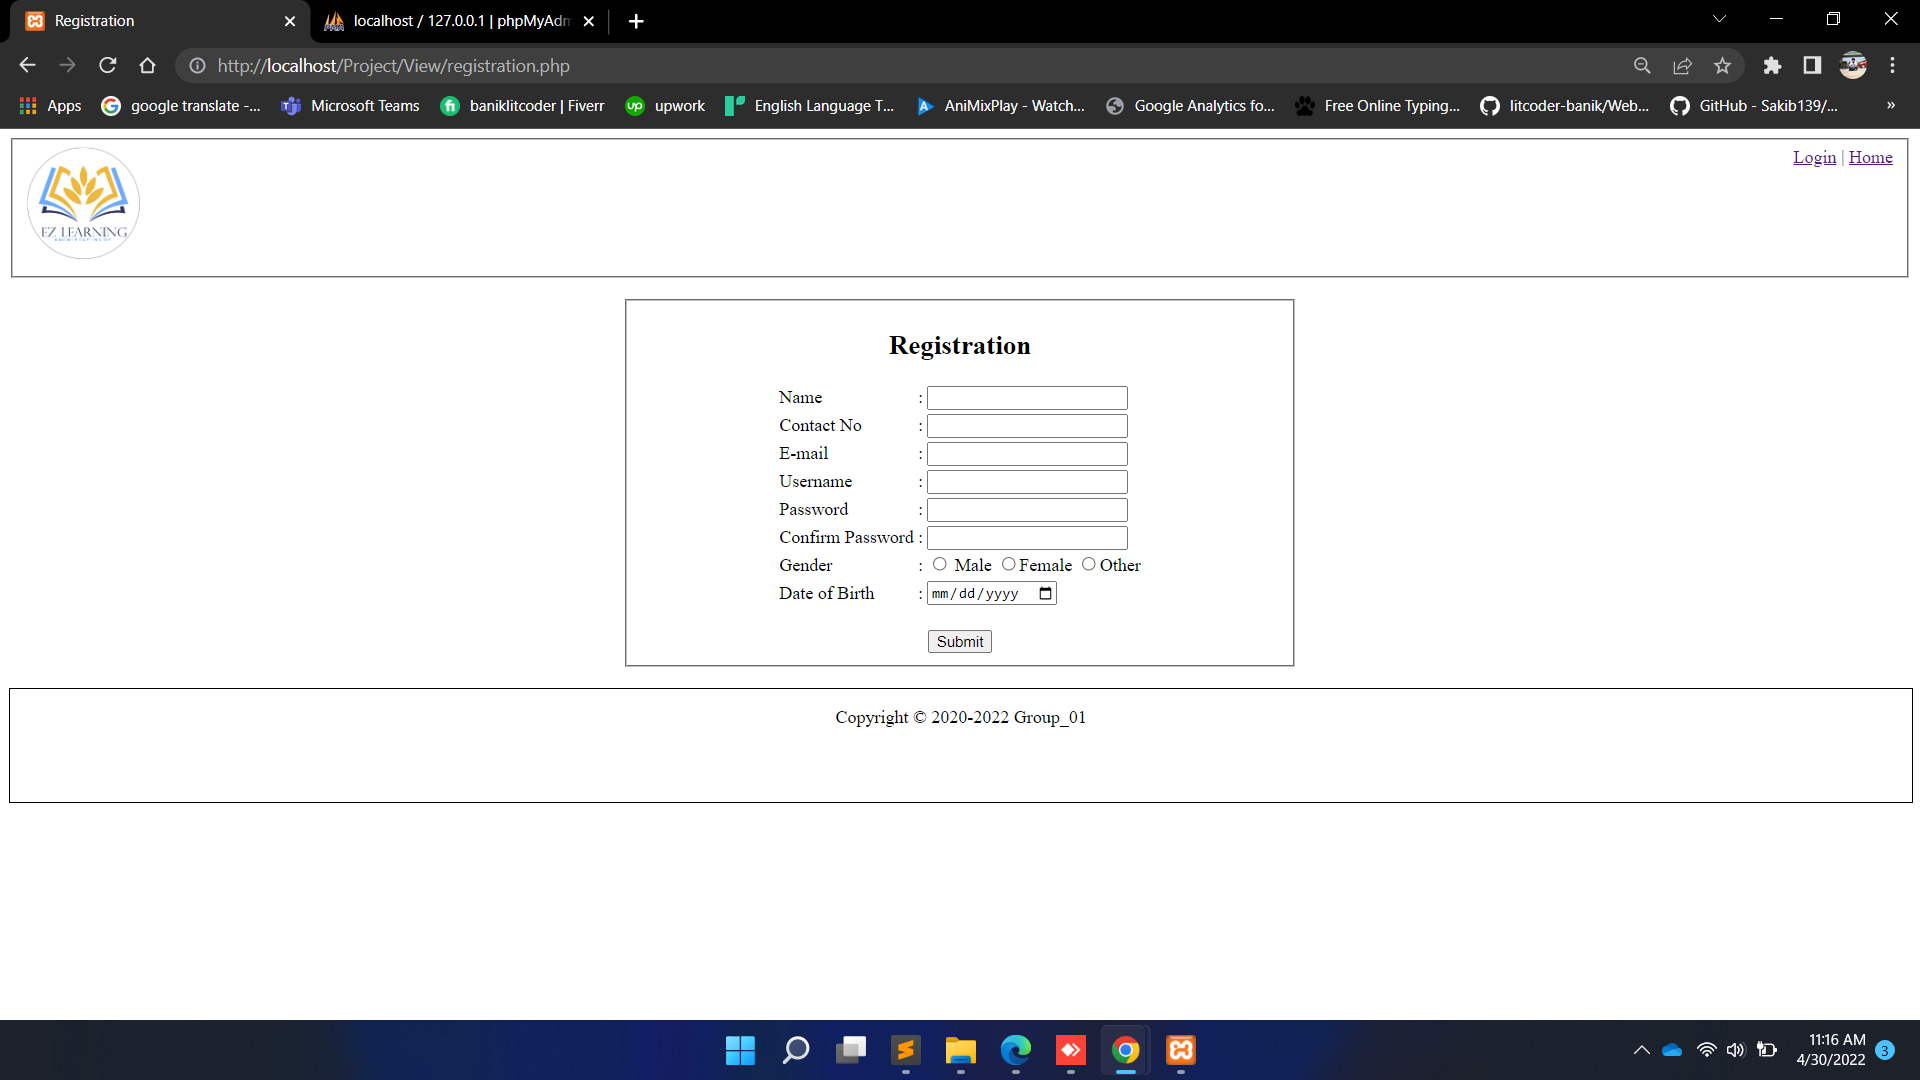 Registration
localhost / 127.0.0.1 | phpMyAdm
http://localhost/Project/View/registration.php
Apps
google translate -...
Microsoft Teams
baniklitcoder | Fiverr
up upwork
English Language T...
AniMixPlay - Watch...
Google Analytics fo...
Free Online Typing...
litcoder-banik/Web...
GitHub - Sakib139/...
»
EZ LEARNING
KNOWLEDGE INSIDE
Login | Home
Registration
Name :
Contact No :
E-mail :
Username :
Password :
Confirm Password :
Gender : Male Female Other
Date of Birth : mm/dd/yyyy
Submit
Copyright © 2020-2022 Group_01
11:16 AM
4/30/2022
3